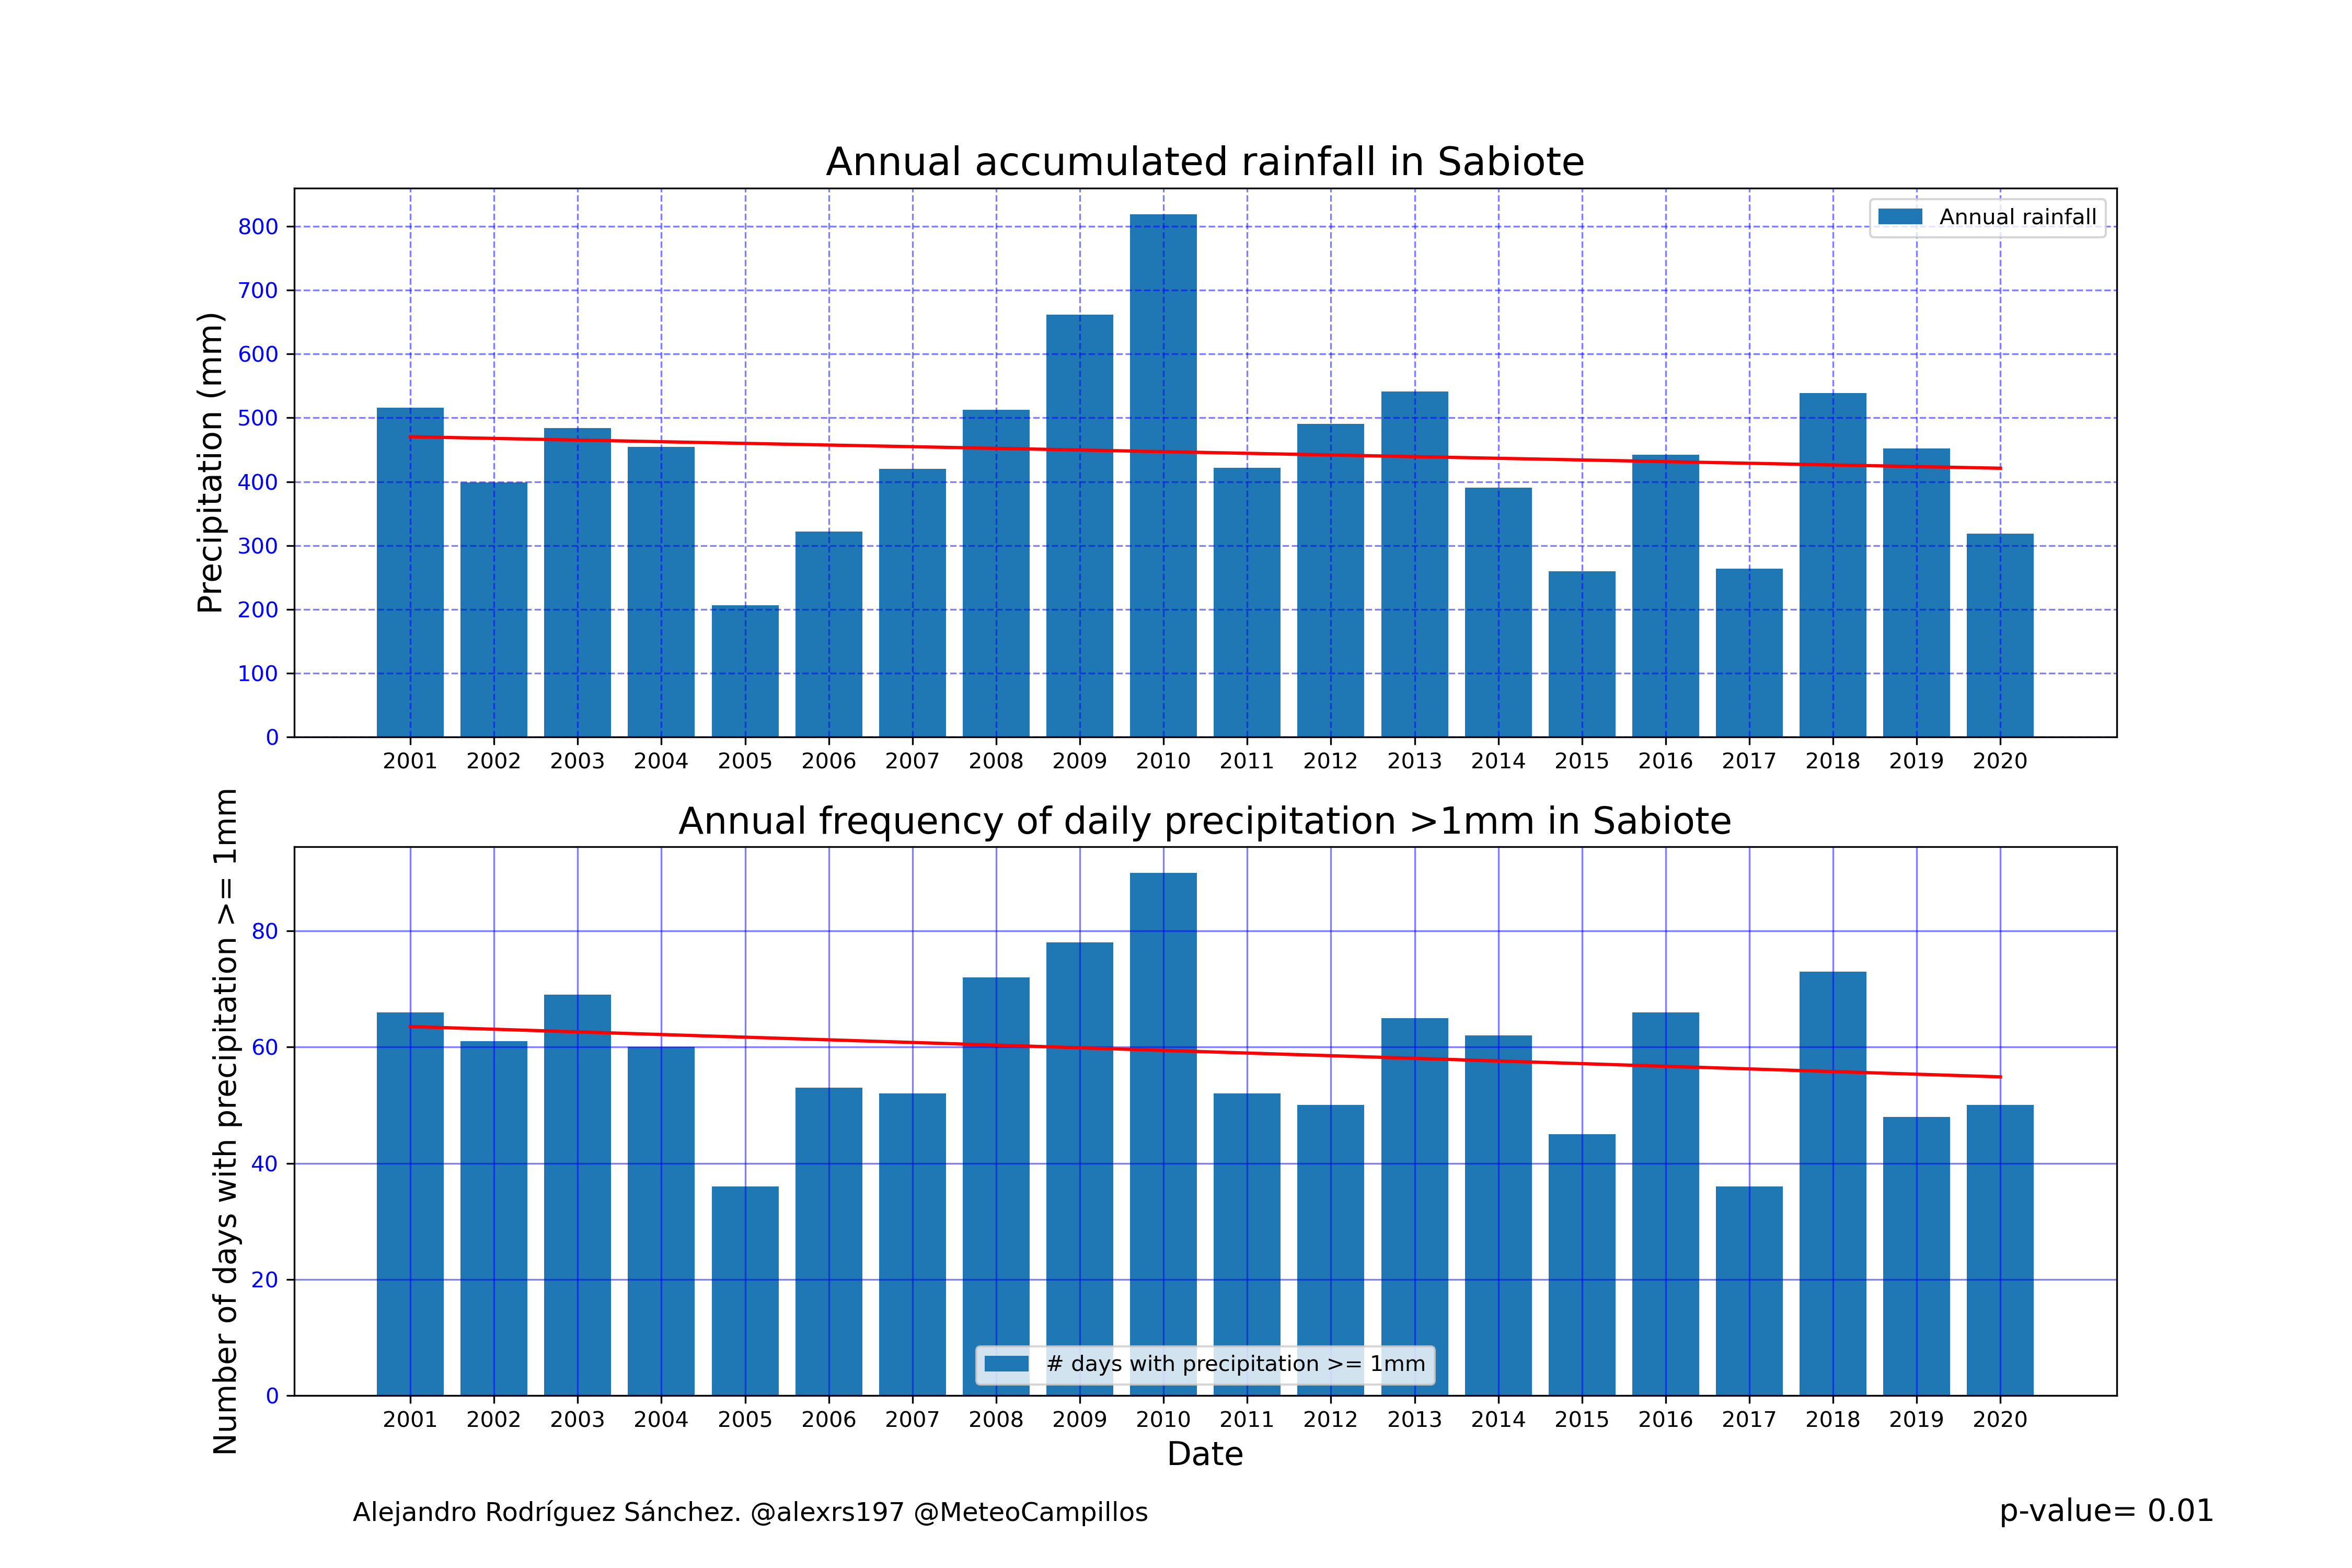 Annual accumulated rainfall in Sabiote
Precipitation (mm)
800
700
600
500
400
300
200
100
0
Annual rainfall
2001 2002 2003 2004 2005 2006 2007 2008 2009 2010 2011 2012 2013 2014 2015 2016 2017 2018 2019 2020
Annual frequency of daily precipitation >1mm in Sabiote
Number of days with precipitation >= 1mm
80
60
40
20
0
# days with precipitation >= 1mm
2001 2002 2003 2004 2005 2006 2007 2008 2009 2010 2011 2012 2013 2014 2015 2016 2017 2018 2019 2020
Date
Alejandro Rodríguez Sánchez. @alexrs197 @MeteoCampillos
p-value= 0.01